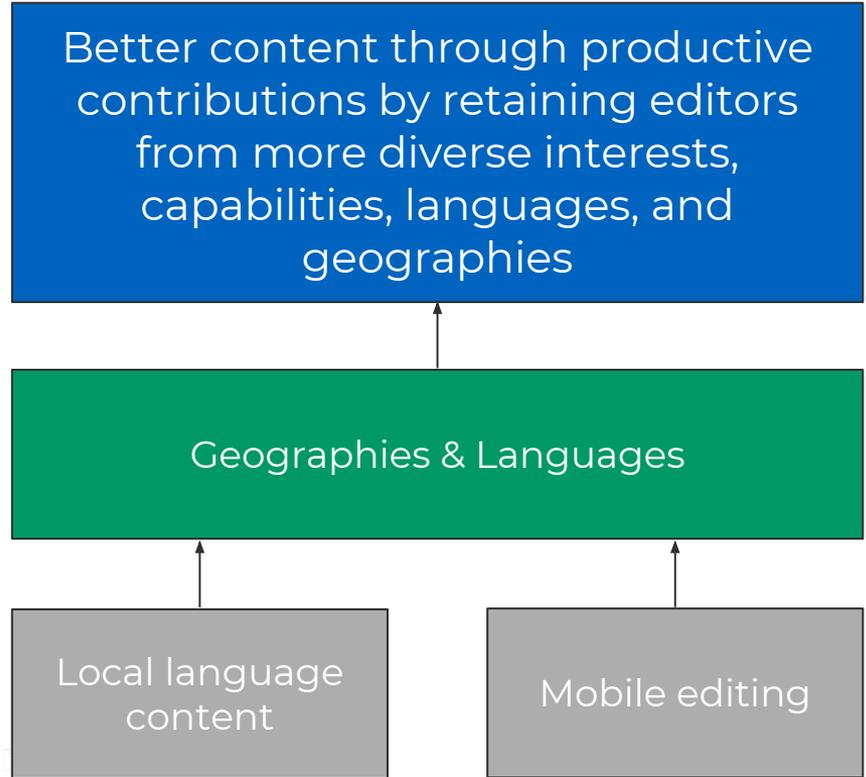 Better content through productive
contributions by retaining editors
from more diverse interests,
capabilities, languages, and
geographies
Geographies & Languages
Local language
content
Mobile editing